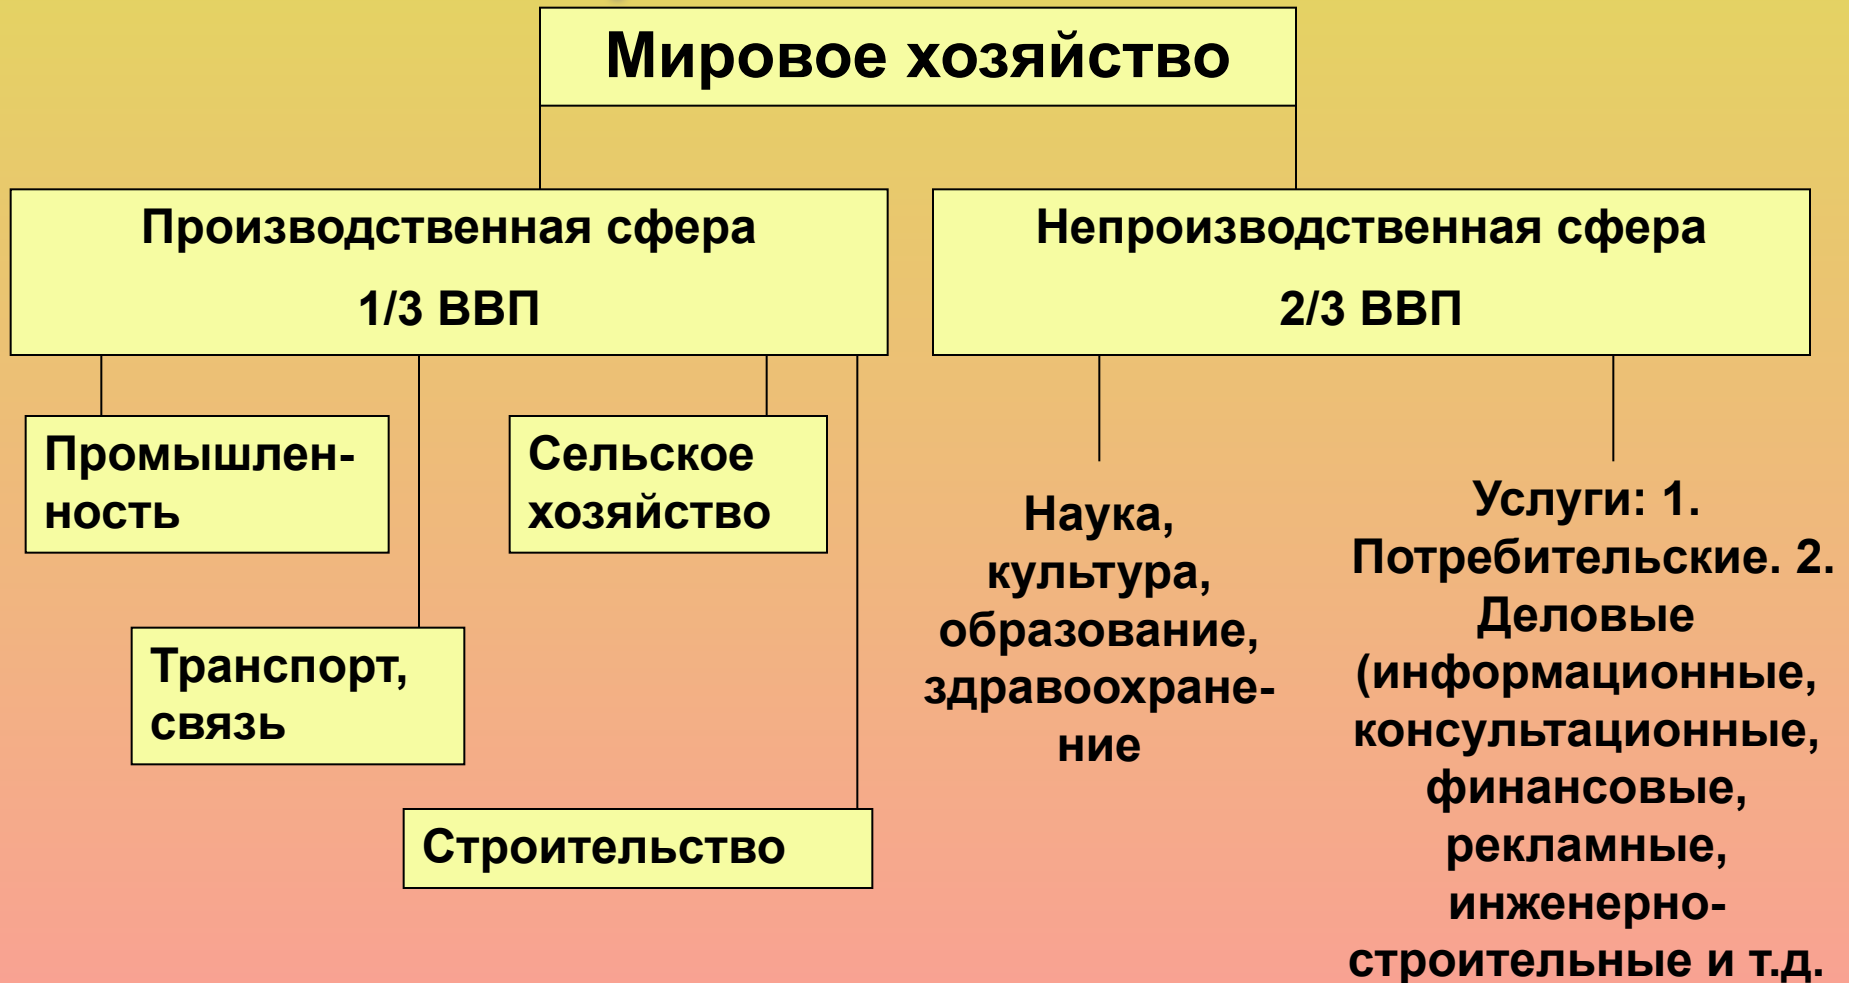 Мировое хозяйство
Производственная сфера
1/3 ВВП
Непроизводственная сфера
2/3 ВВП
Промышлен-
ность
Сельское
хозяйство
Транспорт,
связь
Строительство
Наука,
культура,
образование,
здравоохране-
ние
Услуги: 1.
Потребительские. 2.
Деловые
(информационные,
консультационные,
финансовые,
рекламные,
инженерно-
строительные и т.д.